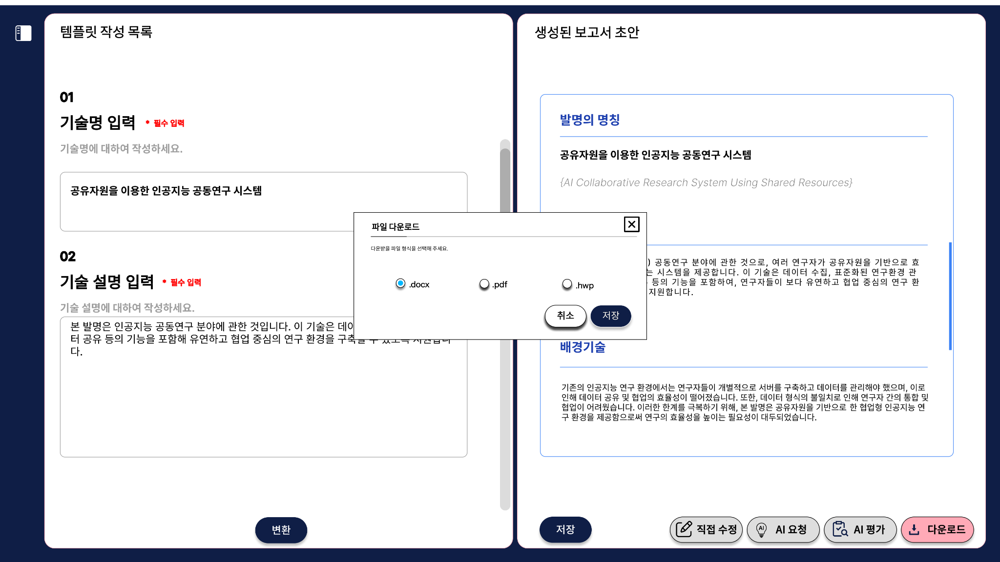 템플릿 작성 목록
01
기술명 입력 * 필수 입력
기술명에 대하여 작성하세요.
공유자원을 이용한 인공지능 공동연구 시스템
02
기술 설명 입력 * 필수 입력
기술 설명에 대하여 작성하세요.
본 발명은 인공지능 공동연구 분야에 관한 것입니다. 이 기술은 데이
터 공유 등의 기능을 포함해 유연하고 협업 중심의 연구 환경을 구축할 수 있도록 지원합니
다.
변환
파일 다운로드
다운받을 파일 형식을 선택해 주세요.
.docx .pdf .hwp
취소 저장
생성된 보고서 초안
발명의 명칭
공유자원을 이용한 인공지능 공동연구 시스템
{AI Collaborative Research System Using Shared Resources}
) 공동연구 분야에 관한 것으로, 여러 연구자가 공유자원을 기반으로 효
는 시스템을 제공합니다. 이 기술은 데이터 수집, 표준화된 연구환경 관
등의 기능을 포함하여, 연구자들이 보다 유연하고 협업 중심의 연구 환
지원합니다.
배경기술
기존의 인공지능 연구 환경에서는 연구자들이 개별적으로 서버를 구축하고 데이터를 관리해야 했으며, 이로
인해 데이터 공유 및 협업의 효율성이 떨어졌습니다. 또한, 데이터 형식의 불일치로 인해 연구자 간의 통합 및
협업이 어려웠습니다. 이러한 한계를 극복하기 위해, 본 발명은 공유자원을 기반으로 한 협업형 인공지능 연
구 환경을 제공함으로써 연구의 효율성을 높이는 필요성이 대두되었습니다.
저장 직접 수정 AI AI 요청 AI 평가 다운로드